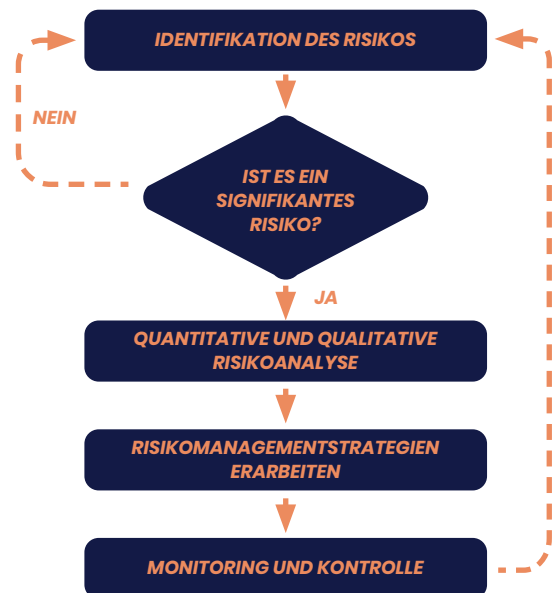 IDENTIFIKATION DES RISIKOS
NEIN
IST ES EIN
SIGNIFIKANTES
RISIKO?
JA
QUANTITATIVE UND QUALITATIVE
RISIKOANALYSE
RISIKOMANAGEMENTSTRATEGIEN
ERARBEITEN
MONITORING UND KONTROLLE